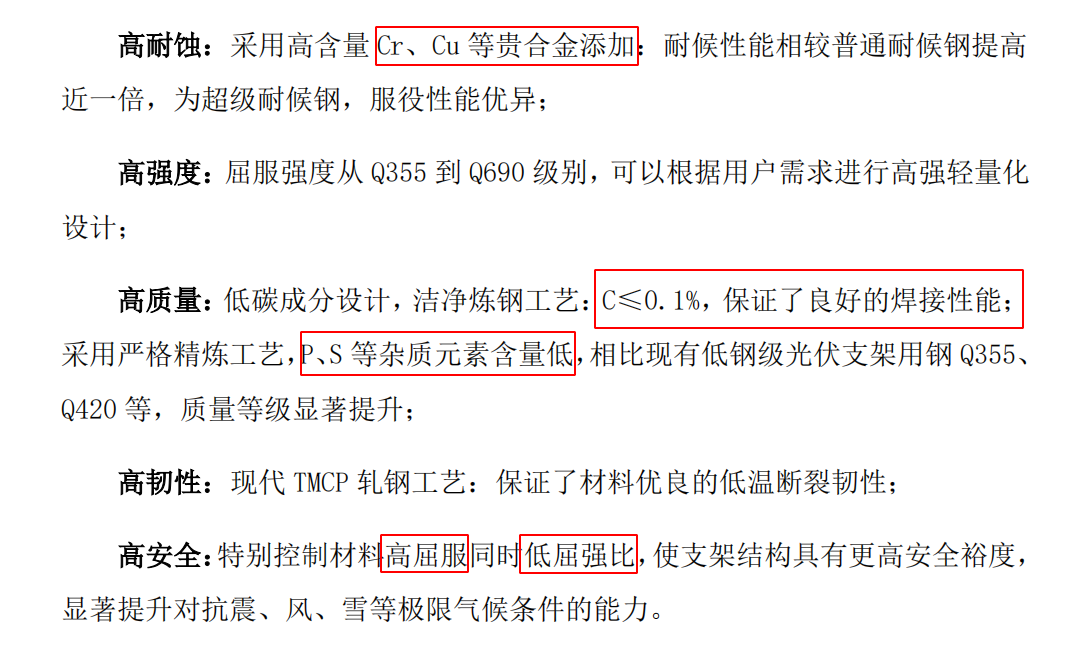 高耐蚀：采用高含量 Cr、Cu 等贵合金添加：耐候性能相较普通耐候钢提高
近一倍，为超级耐候钢，服役性能优异；
高强度：屈服强度从 Q355 到 Q690 级别，可以根据用户需求进行高强轻量化
设计；
高质量：低碳成分设计，洁净炼钢工艺：C≤0.1%，保证了良好的焊接性能；
采用严格精炼工艺，P、S 等杂质元素含量低，相比现有低钢级光伏支架用钢 Q355、
Q420 等，质量等级显著提升；
高韧性：现代 TMCP 轧钢工艺：保证了材料优良的低温断裂韧性；
高安全：特别控制材料高屈服同时低屈强比，使支架结构具有更高安全裕度，
显著提升对抗震、风、雪等极限气候条件的能力。